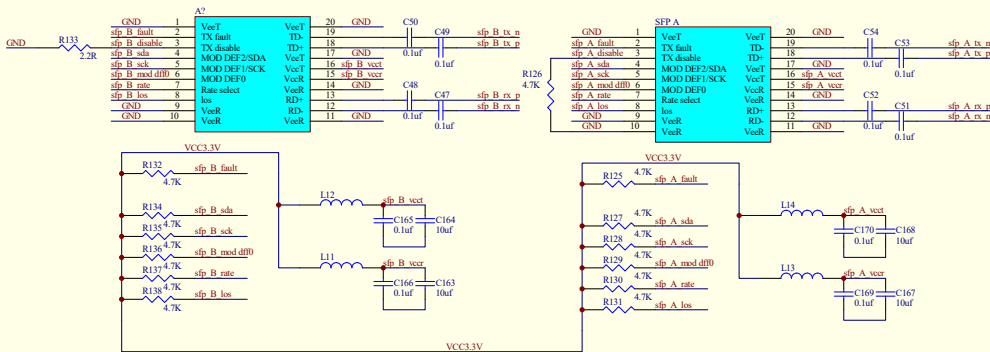 A?
GND 1 VeeT VeeT 20 GND C50
sfp_B_fault 2 TX fault TD- 19 C49 sfp_B_tx_n
GND R133 2.2R sfp_B_disable 3 TX disable TD+ 18 0.1uf 0.1uf sfp_B_tx_p
sfp_B_sda 4 MOD DEF2/SDA VeeT 17 GND
sfp_B_sck 5 MOD DEF1/SCK VccT 16 sfp_B_vcct
sfp_B_mod dff0 6 MOD DEF0 VccR 15 sfp_B_vccr
sfp_B_rate 7 Rate select VeeR 14 GND C48
sfp_B_los 8 los RD+ 13 C47 sfp_B_rx_p
GND 9 VeeR RD- 12 0.1uf sfp_B_rx_n
GND 10 VeeR VeeR 11 GND 0.1uf
SFP A
GND 1 VeeT VeeT 20 GND C54
sfp_A_fault 2 TX fault TD- 19 C53 sfp_A_tx_n
sfp_A_disable 3 TX disable TD+ 18 0.1uf 0.1uf sfp_A_tx_p
R126 4.7K sfp_A_sda 4 MOD DEF2/SDA VeeT 17 GND
sfp_A_sck 5 MOD DEF1/SCK VccT 16 sfp_A_vcct
sfp_A_mod dff0 6 MOD DEF0 VccR 15 sfp_A_vccr
sfp_A_rate 7 Rate select VeeR 14 GND C52
sfp_A_los 8 los RD+ 13 C51 sfp_A_rx_p
GND 9 VeeR RD- 12 0.1uf sfp_A_rx_n
GND 10 VeeR VeeR 11 GND 0.1uf
VCC3.3V
R132 sfp_B_fault
4.7K
R134 sfp_B_sda
4.7K
R135 sfp_B_sck
4.7K
R136 sfp_B_mod dff0
4.7K
R137 sfp_B_rate
4.7K
R138 sfp_B_los
4.7K
L12 sfp_B_vcct
C165 C164
0.1uf 10uf
L11 sfp_B_vccr
C166 C163
0.1uf 10uf
VCC3.3V
4.7K
R125 sfp_A_fault
4.7K
R127 sfp_A_sda
4.7K
R128 sfp_A_sck
4.7K
R129 sfp_A_mod dff0
4.7K
R130 sfp_A_rate
4.7K
R131 sfp_A_los
L14 sfp_A_vcct
C170 C168
0.1uf 10uf
L13 sfp_A_vccr
C169 C167
0.1uf 10uf
VCC3.3V